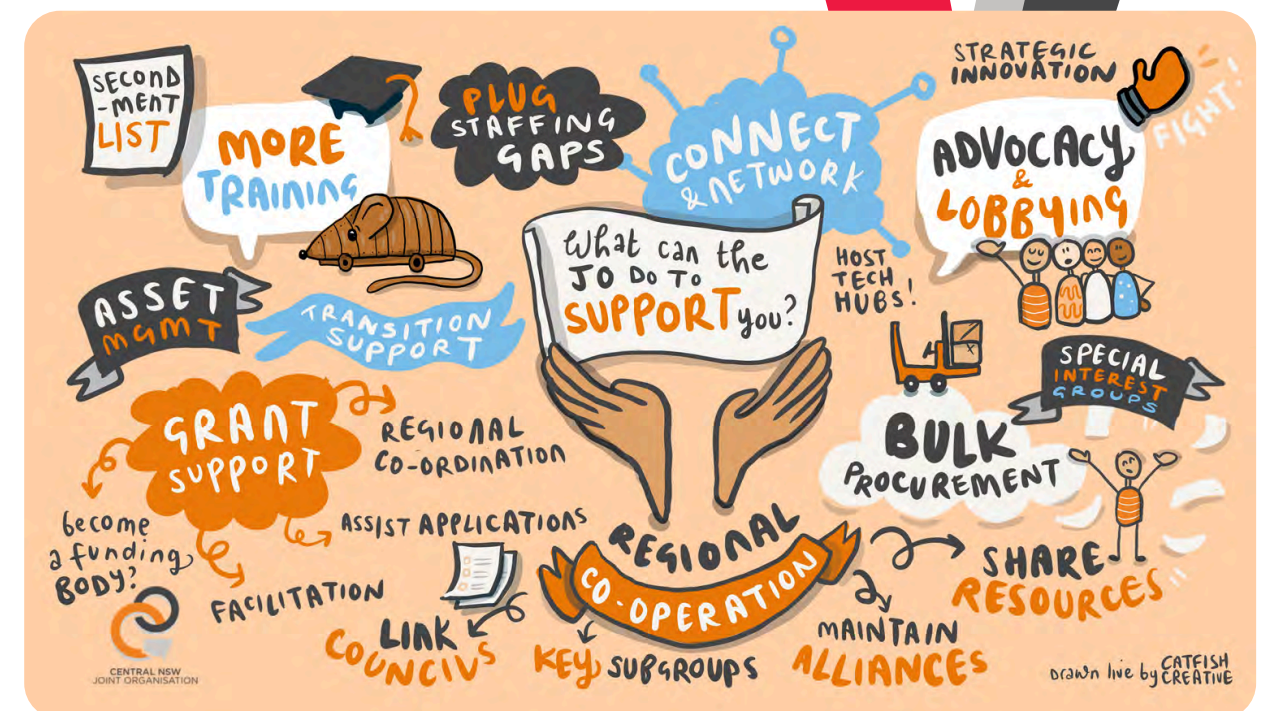 SECOND
-MENT
LIST
MORE
TRAINING
PLUG
STAFFING
GAPS
CONNECT
& NETWORK
STRATEGIC
INNOVATION
FIGHT!
ADVOCACY
&
LOBBYING
What can the
JO DO TO
SUPPORT you?
HOST
TECH
HUBS!
ASSET
MGMT
TRANSITION
SUPPORT
SPECIAL
INTEREST
GROUPS
GRANT
SUPPORT
REGIONAL
CO-ORDINATION
BULK
PROCUREMENT
become
a funding
BODY?
ASSIST APPLICATIONS
FACILITATION
REGIONAL
CO-OPERATION
SHARE
RESOURCES
LINK
COUNCILS
KEY SUBGROUPS
MAINTAIN
ALLIANCES
CENTRAL NSW
JOINT ORGANISATION
drawn live by CATFISH
CREATIVE